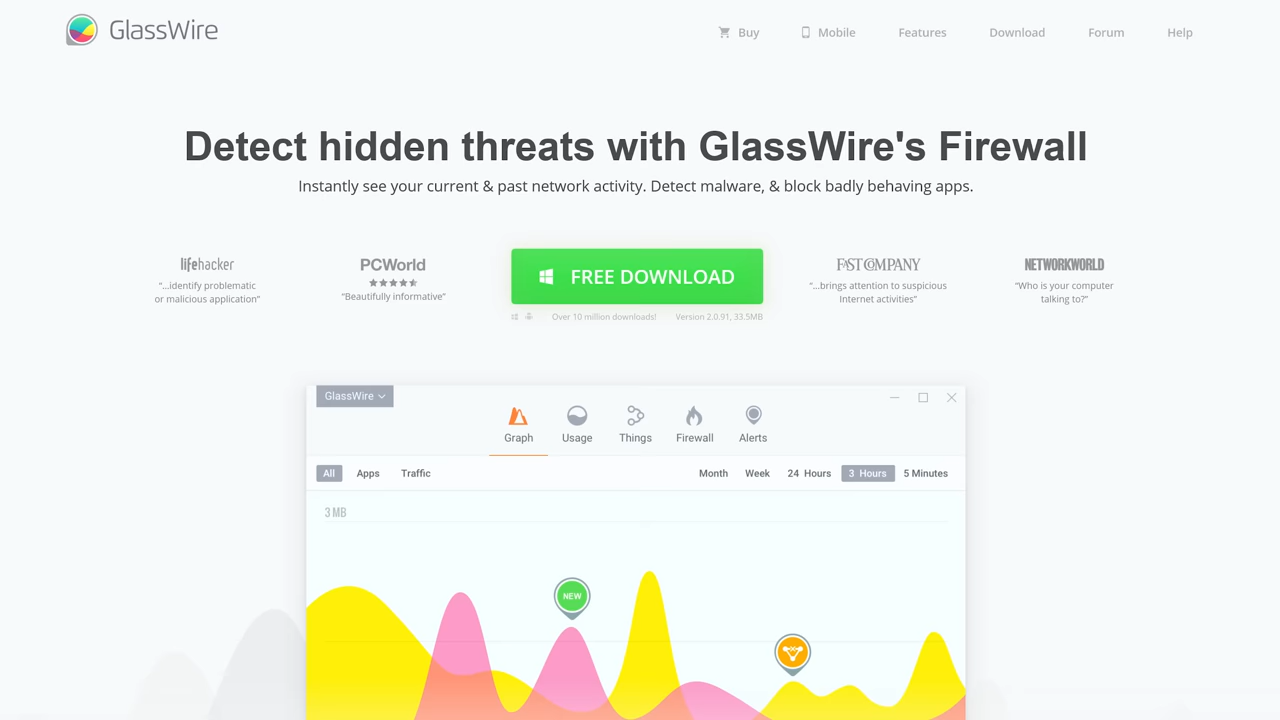 GlassWire
Buy
Mobile
Features
Download
Forum
Help
Detect hidden threats with GlassWire's Firewall
Instantly see your current & past network activity. Detect malware, & block badly behaving apps.
lifehacker
"...identify problematic
or malicious application"
PCWorld
"Beautifully informative"
FREE DOWNLOAD
Over 10 million downloads!
Version 2.0.91, 33.5MB
FAST COMPANY
"...brings attention to suspicious
Internet activities"
NETWORKWORLD
"Who is your computer
talking to?"
GlassWire
Graph
Usage
Things
Firewall
Alerts
All
Apps
Traffic
Month
Week
24 Hours
3 Hours
5 Minutes
3 MB
NEW